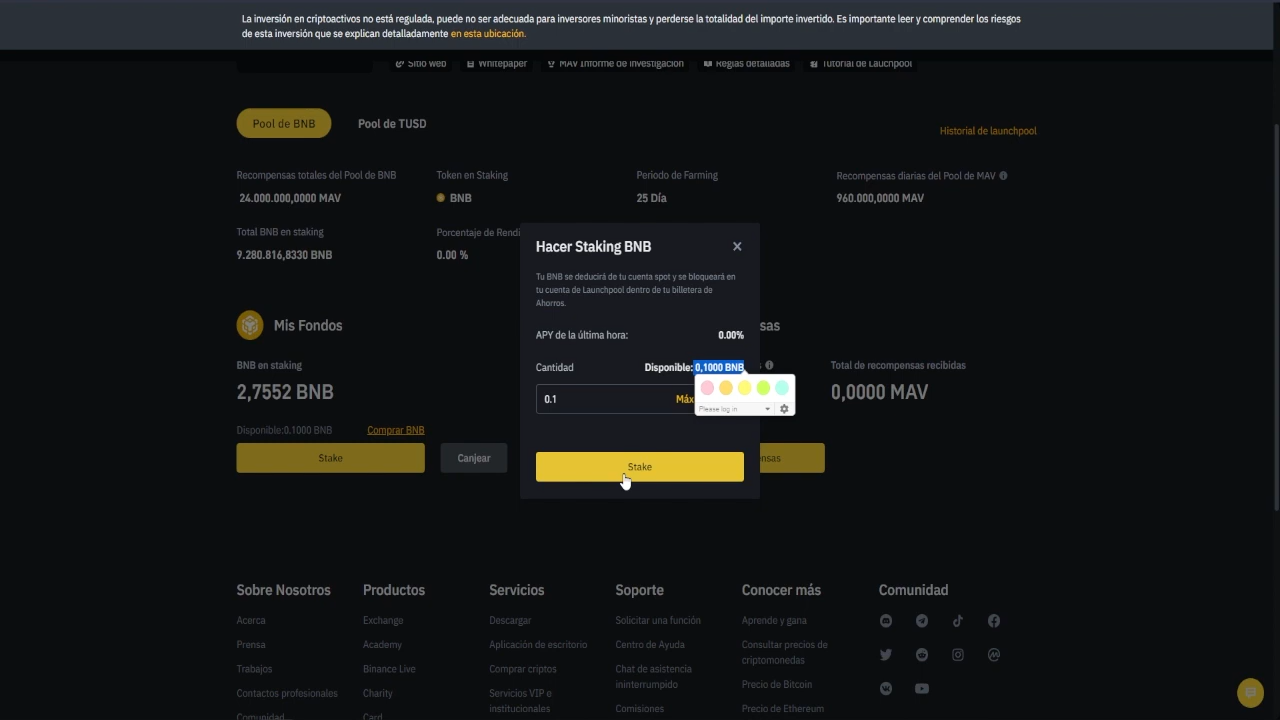 La inversión en criptoactivos no está regulada, puede no ser adecuada para inversores minoristas y perderse la totalidad del importe invertido. Es importante leer y comprender los riesgos
de esta inversión que se explican detalladamente en esta ubicación.
Sitio web Whitepaper MAV Informe de Investigación Reglas detalladas Tutorial de Lauchpool
Pool de BNB Pool de TUSD
Historial de launchpool
Recompensas totales del Pool de BNB Token en Staking Periodo de Farming Recompensas diarias del Pool de MAV
24.000.000,0000 MAV BNB 25 Día 960.000,0000 MAV
Total BNB en staking Porcentaje de Rendi
9.280.816,8330 BNB 0.00 %
Hacer Staking BNB
Tu BNB se deducirá de tu cuenta spot y se bloqueará en
tu cuenta de Launchpool dentro de tu billetera de
Ahorros.
APY de la última hora: 0.00%
Cantidad Disponible: 0,1000 BNB
0.1 Máx
Please log in
Stake
Mis Fondos
sas
BNB en staking Total de recompensas recibidas
2,7552 BNB 0,0000 MAV
Disponible:0.1000 BNB Comprar BNB
Stake Canjear nsas
Sobre Nosotros Productos Servicios Soporte Conocer más Comunidad
Acerca Exchange Descargar Solicitar una función Aprende y gana
Prensa Academy Aplicación de escritorio Centro de Ayuda Consultar precios de
criptomonedas
Trabajos Binance Live Comprar criptos Chat de asistencia
ininterrumpido
Precio de Bitcoin
Contactos profesionales Charity Servicios VIP e
institucionales
Comisiones Precio de Ethereum
Comunidad... Card